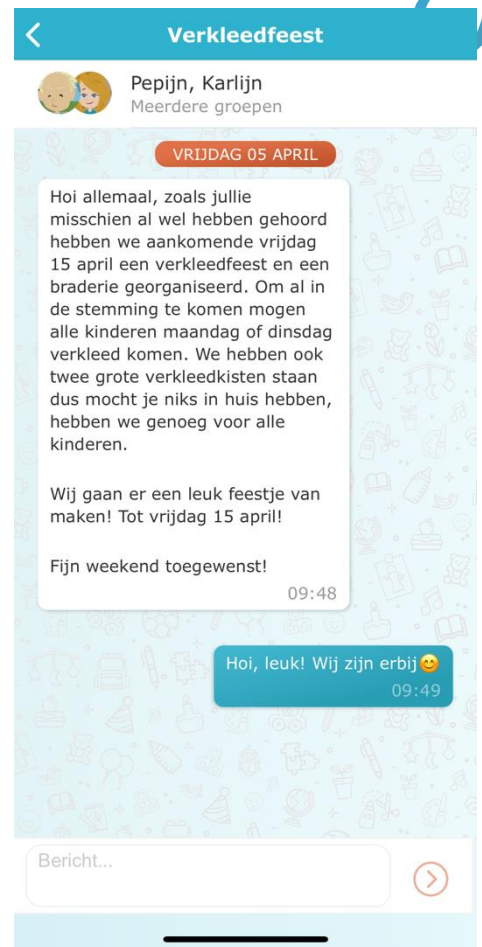 Verkleedfeest
Pepijn, Karlijn
Meerdere groepen
VRIJDAG 05 APRIL
Hoi allemaal, zoals jullie
misschien al wel hebben gehoord
hebben we aankomende vrijdag
15 april een verkleedfeest en een
braderie georganiseerd. Om al in
de stemming te komen mogen
alle kinderen maandag of dinsdag
verkleed komen. We hebben ook
twee grote verkleedkisten staan
dus mocht je niks in huis hebben,
hebben we genoeg voor alle
kinderen.
Wij gaan er een leuk feestje van
maken! Tot vrijdag 15 april!
Fijn weekend toegewenst!
09:48
Hoi, leuk! Wij zijn erbij😊
09:49
Bericht...